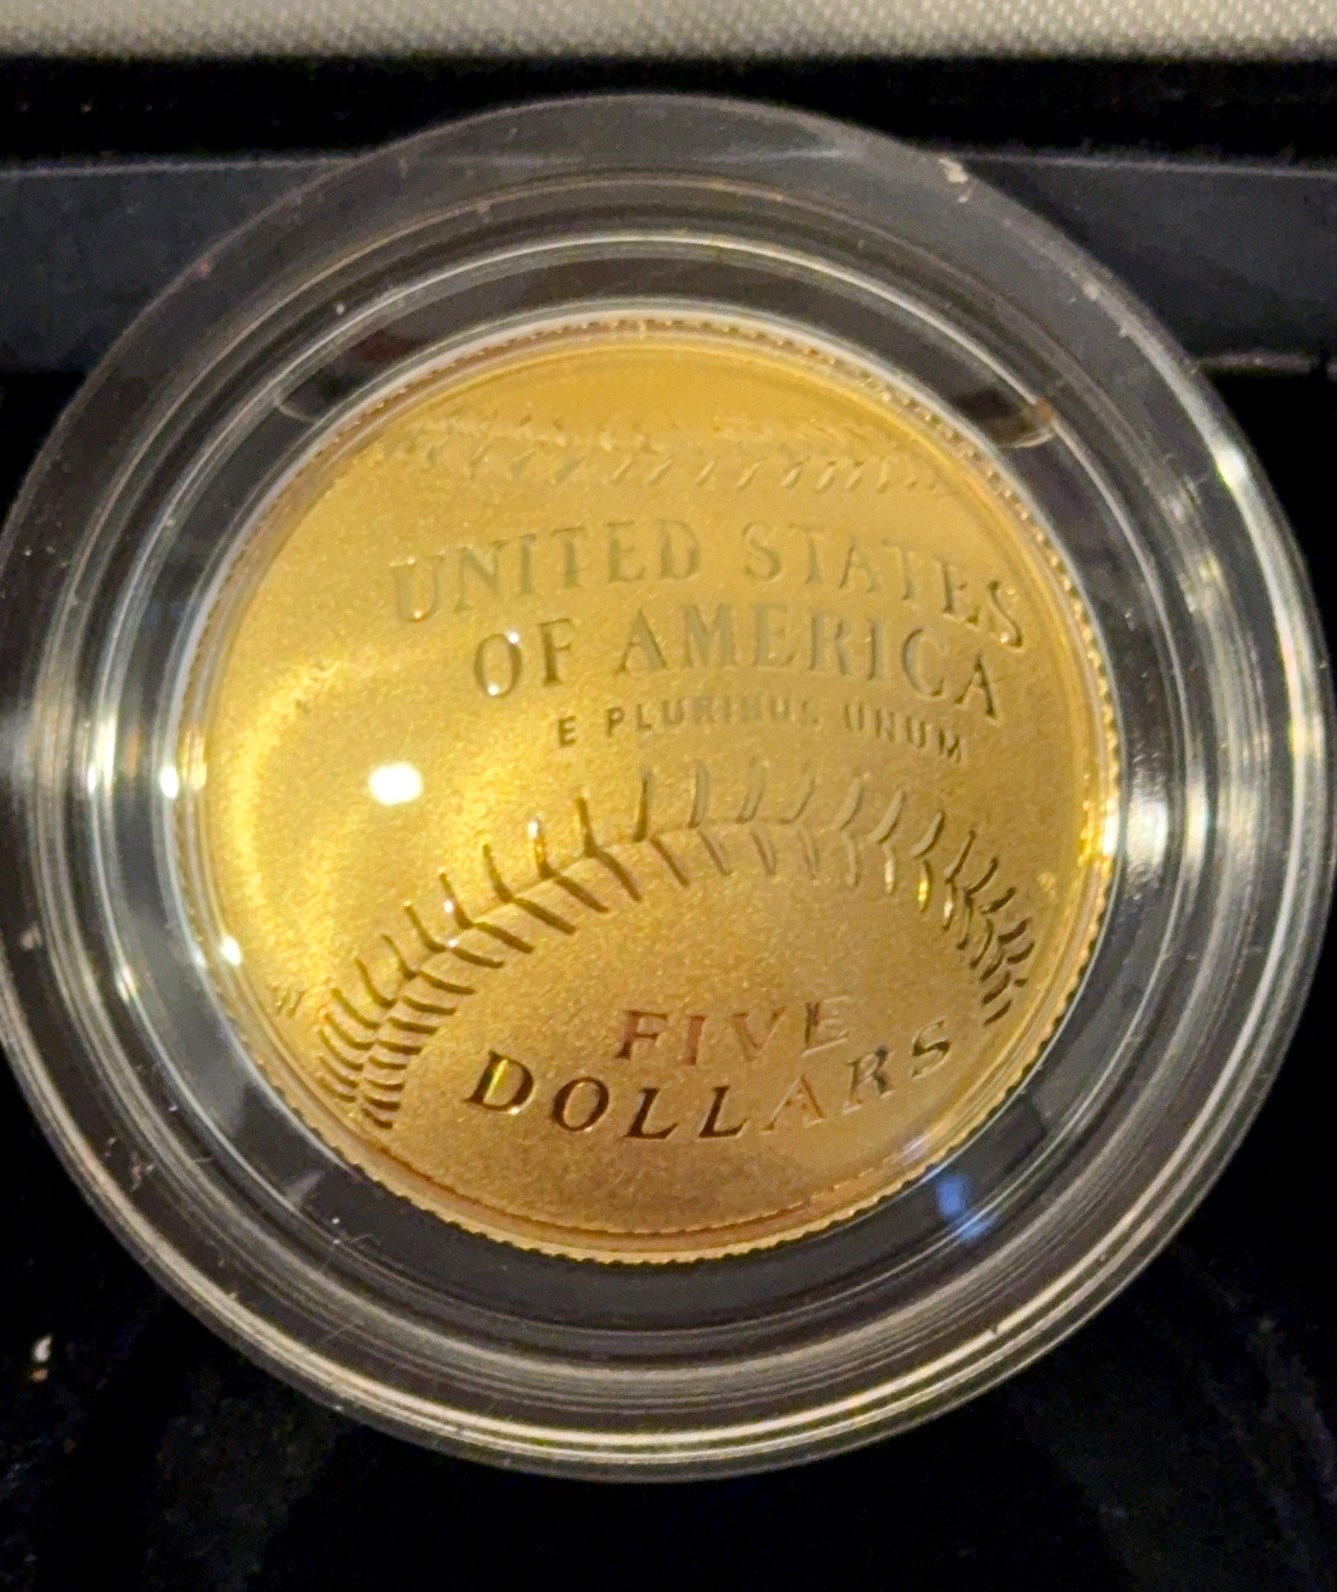 UNITED STATES
OF AMERICA
E PLURIBUS UNUM
W
FIVE
DOLLARS